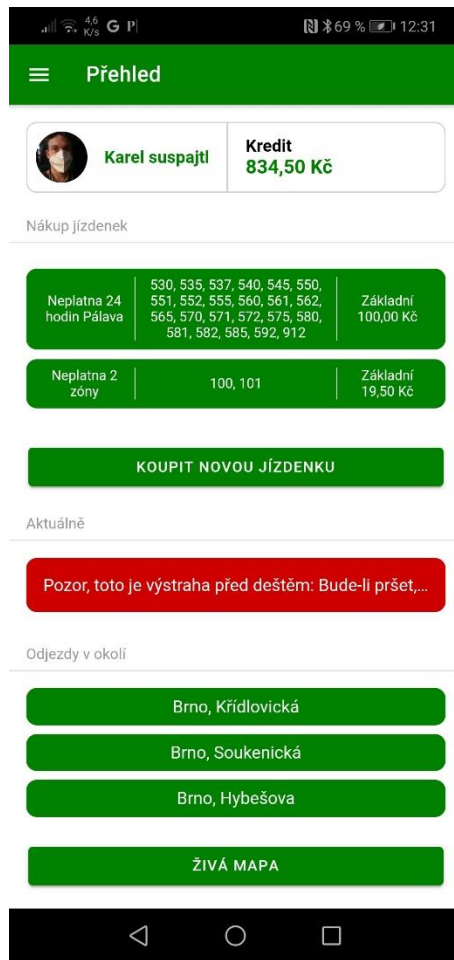 4,6 K/s G P 69 % 12:31
Přehled
Karel suspajtl
Kredit
834,50 Kč
Nákup jízdenek
Neplatna 24
hodin Pálava
530, 535, 537, 540, 545, 550,
551, 552, 555, 560, 561, 562,
565, 570, 571, 572, 575, 580,
581, 582, 585, 592, 912
Základní
100,00 Kč
Neplatna 2
zóny
100, 101
Základní
19,50 Kč
KOUPIT NOVOU JÍZDENKU
Aktuálně
Pozor, toto je výstraha před deštěm: Bude-li pršet,...
Odjezdy v okolí
Brno, Křídlovická
Brno, Soukenická
Brno, Hybešova
ŽIVÁ MAPA